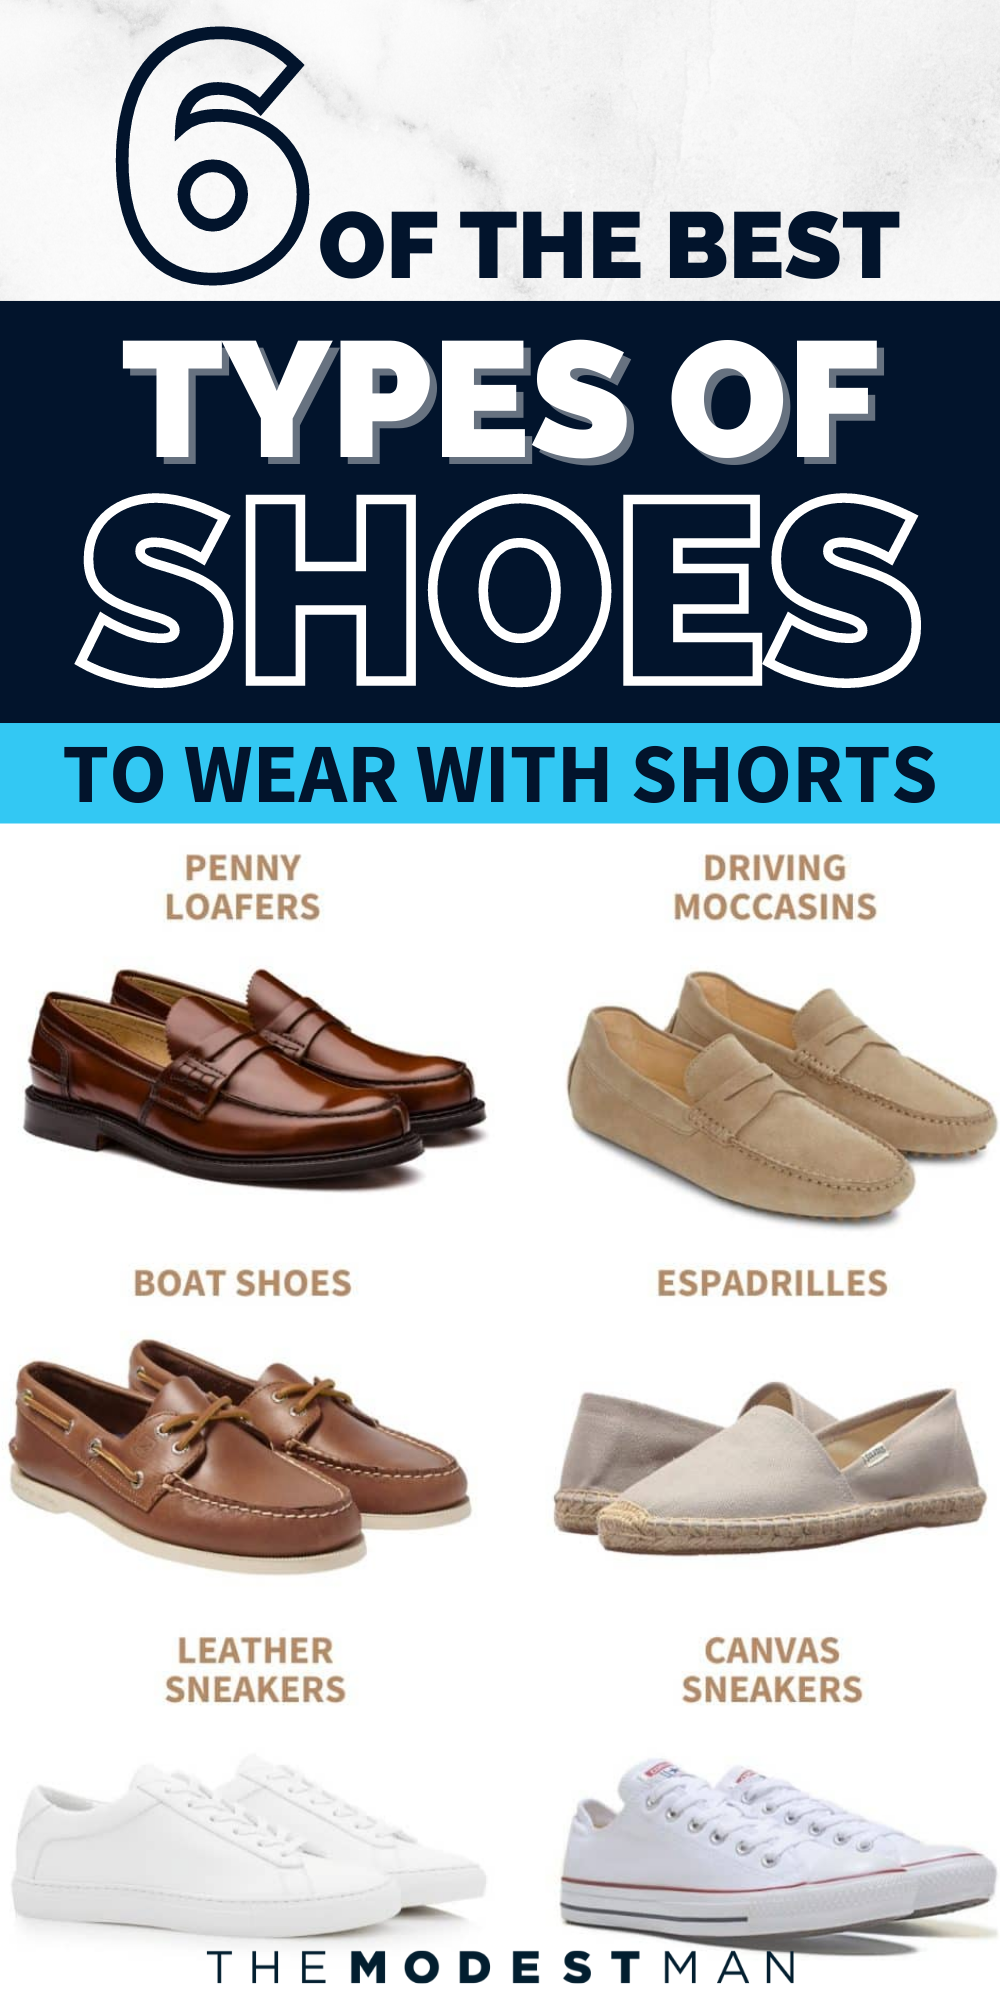 6 OF THE BEST
TYPES OF
SHOES
TO WEAR WITH SHORTS
PENNY
LOAFERS
DRIVING
MOCCASINS
BOAT SHOES
ESPADRILLES
LEATHER
SNEAKERS
CANVAS
SNEAKERS
THE MODEST MAN